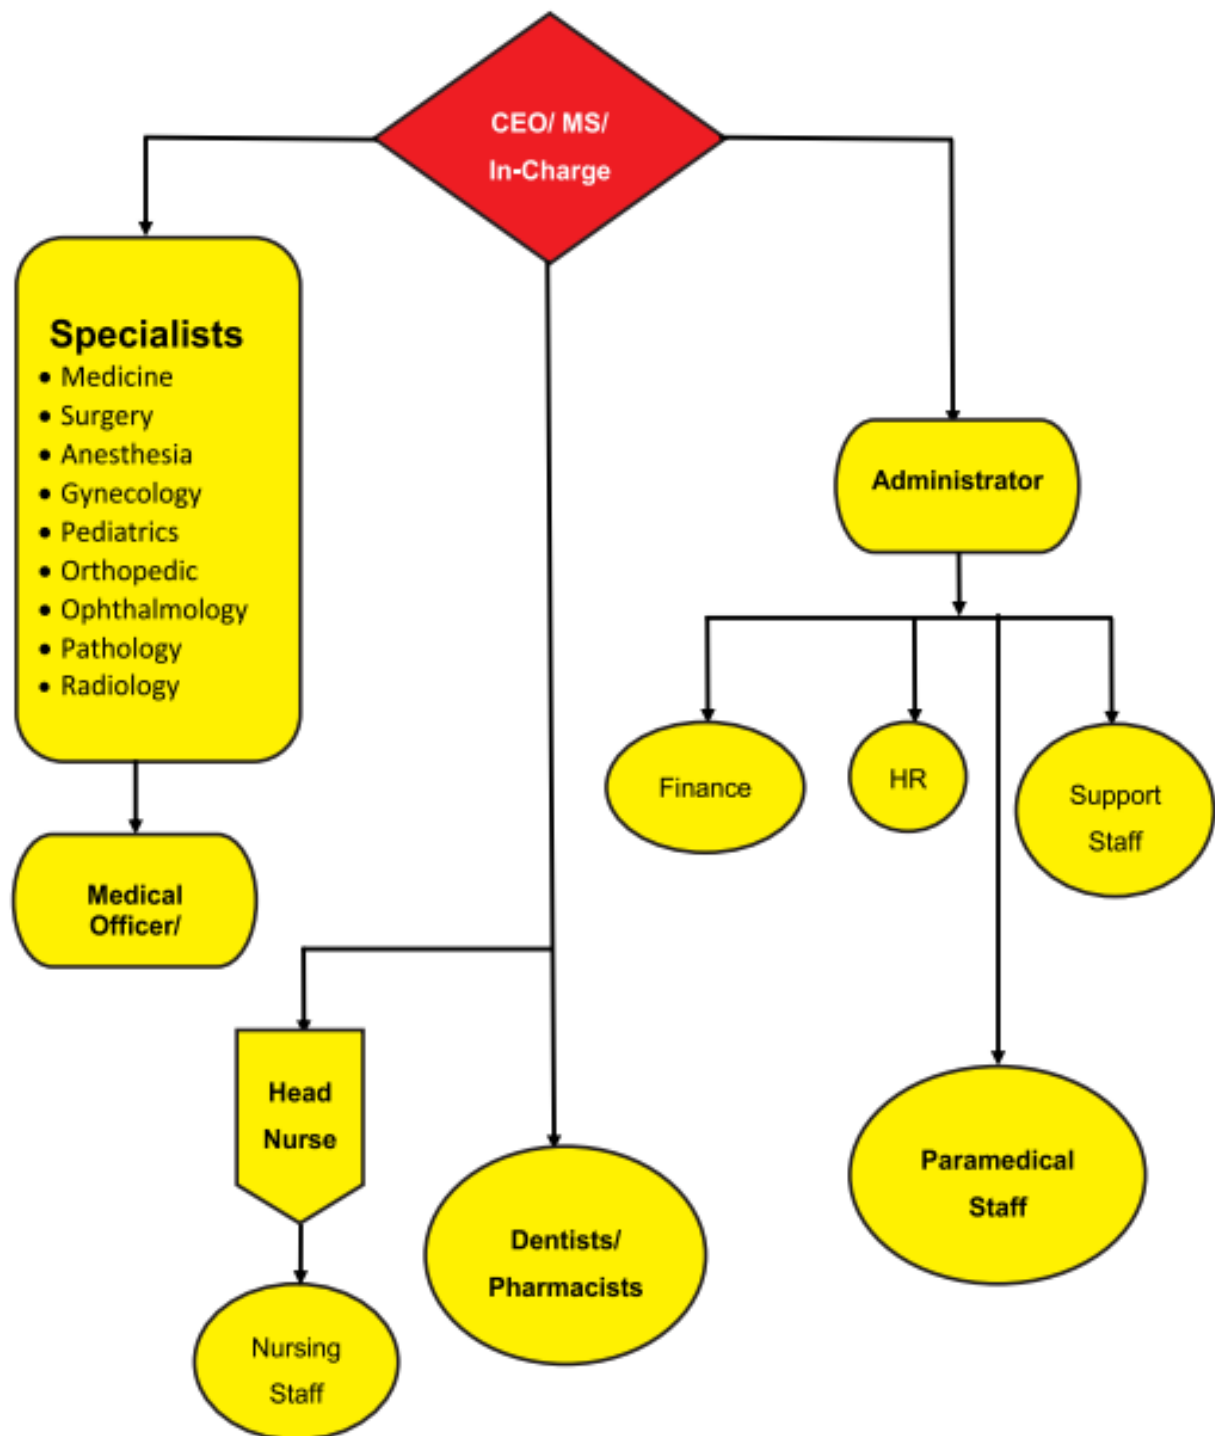 CEO/ MS/
In-Charge
Specialists
• Medicine
• Surgery
• Anesthesia
• Gynecology
• Pediatrics
• Orthopedic
• Ophthalmology
• Pathology
• Radiology
Administrator
Finance
HR
Support
Staff
Medical
Officer/
Head
Nurse
Paramedical
Staff
Dentists/
Pharmacists
Nursing
Staff